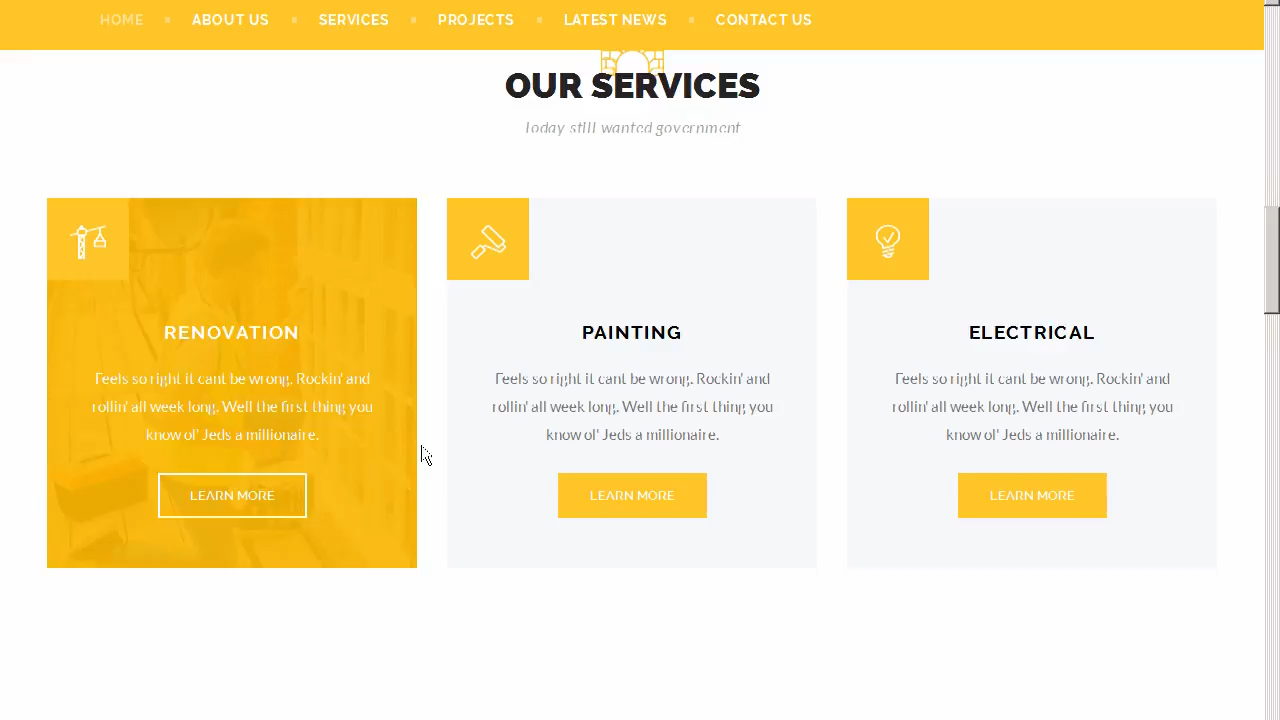 HOME ABOUT US SERVICES PROJECTS LATEST NEWS CONTACT US
OUR SERVICES
Today still wanted government
RENOVATION
Feels so right it cant be wrong. Rockin' and
rollin' all week long. Well the first thing you
know ol' Jeds a millionaire.
LEARN MORE
PAINTING
Feels so right it cant be wrong. Rockin' and
rollin' all week long. Well the first thing you
know ol' Jeds a millionaire.
LEARN MORE
ELECTRICAL
Feels so right it cant be wrong. Rockin' and
rollin' all week long. Well the first thing you
know ol' Jeds a millionaire.
LEARN MORE